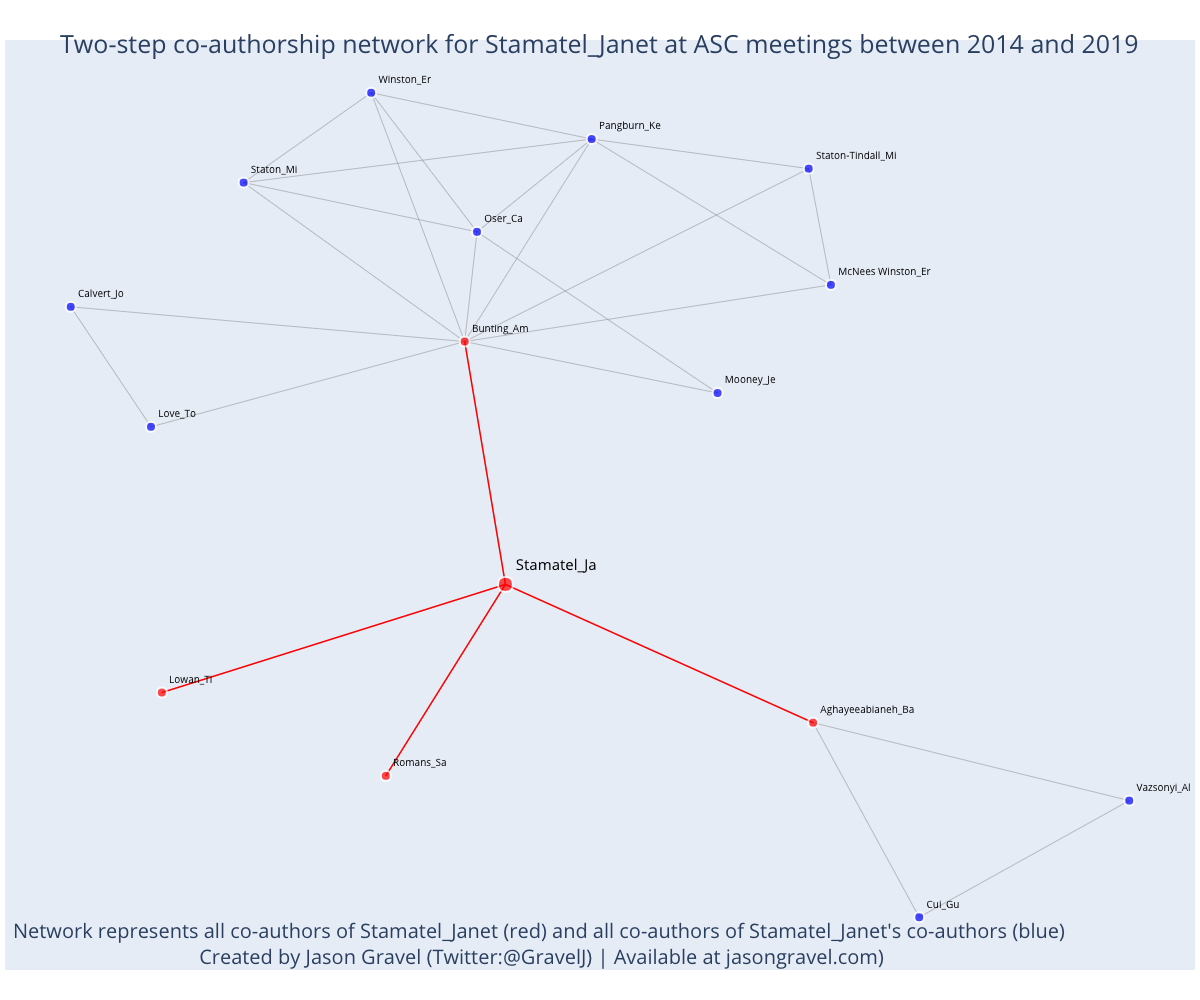 Two-step co-authorship network for Stamatel_Janet at ASC meetings between 2014 and 2019
Winston_Er
Pangburn_Ke
Staton-Tindall_Mi
Staton_Mi
Oser_Ca
McNees Winston_Er
Calvert_Jo
Bunting_Am
Mooney_Je
Love_To
Stamatel_Ja
Lowan_Ti
Aghayeeabianeh_Ba
Romans_Sa
Vazsonyi_Al
Cui_Gu
Network represents all co-authors of Stamatel_Janet (red) and all co-authors of Stamatel_Janet's co-authors (blue)
Created by Jason Gravel (Twitter:@GravelJ) | Available at jasongravel.com)